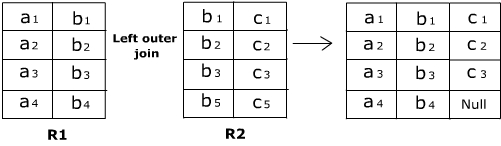 a1 b1 b1 c1 a1 b1 c1
a2 b2 Left outer b2 c2 a2 b2 c2
join
a3 b3 b3 c3 a3 b3 c3
a4 b4 b5 c5 a4 b4 Null
R1 R2